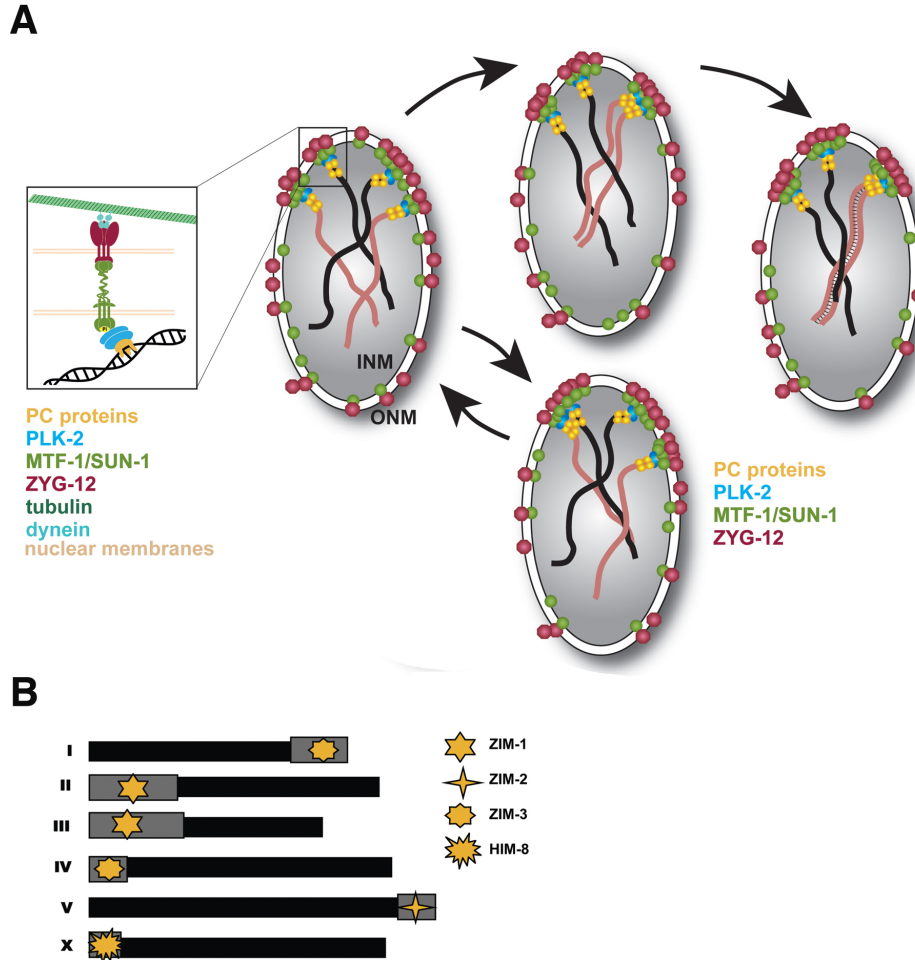 A
INM
ONM
PC proteins
PLK-2
MTF-1/SUN-1
ZYG-12
tubulin
dynein
nuclear membranes
PC proteins
PLK-2
MTF-1/SUN-1
ZYG-12
B
I
II
III
IV
V
X
ZIM-1
ZIM-2
ZIM-3
HIM-8